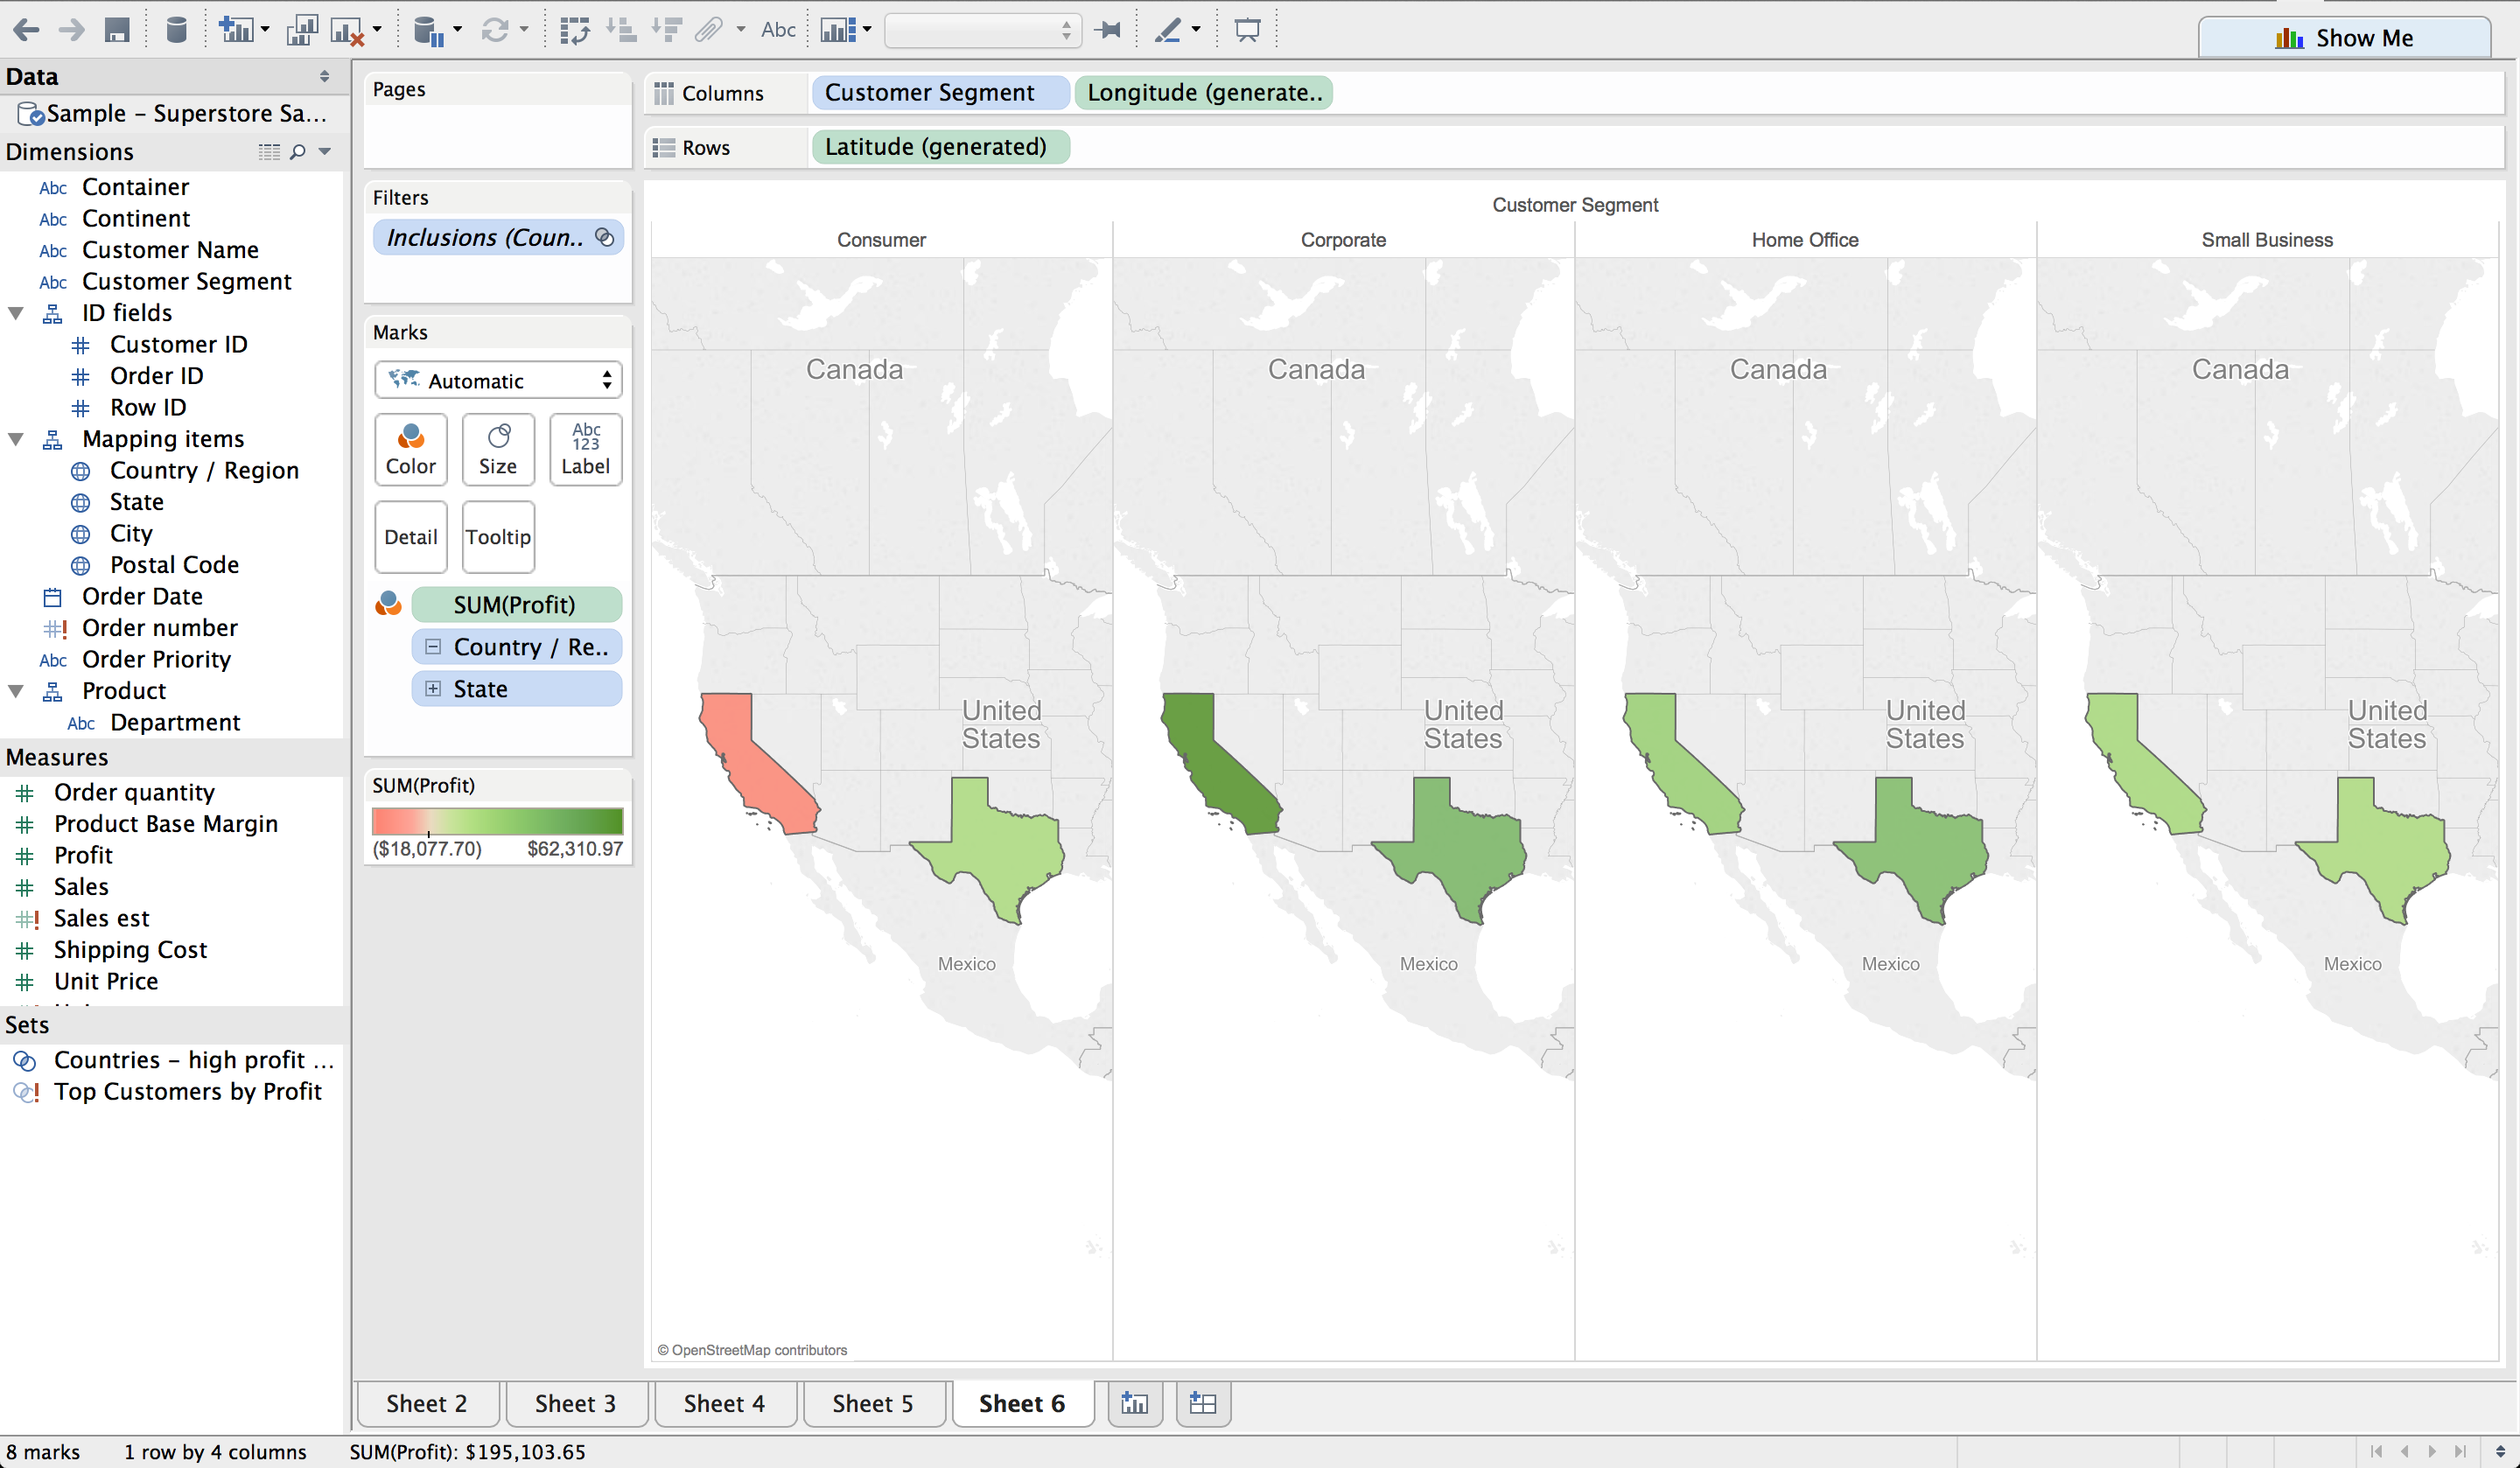 Abc
Show Me
Data
Sample – Superstore Sa...
Dimensions
Abc Container
Abc Continent
Abc Customer Name
Abc Customer Segment
ID fields
Customer ID
Order ID
Row ID
Mapping items
Country / Region
State
City
Postal Code
Order Date
Order number
Abc Order Priority
Product
Abc Department
Measures
Order quantity
Product Base Margin
Profit
Sales
Sales est
Shipping Cost
Unit Price
Sets
Countries – high profit ...
Top Customers by Profit
Pages
Filters
Inclusions (Coun..
Marks
Automatic
Color
Size
Abc
123
Label
Detail
Tooltip
SUM(Profit)
Country / Re..
State
SUM(Profit)
($18,077.70) $62,310.97
Columns Customer Segment Longitude (generate..
Rows Latitude (generated)
Customer Segment
Consumer Corporate Home Office Small Business
Canada Canada Canada Canada
United United United United
States States States States
Mexico Mexico Mexico Mexico
© OpenStreetMap contributors
Sheet 2 Sheet 3 Sheet 4 Sheet 5 Sheet 6
8 marks 1 row by 4 columns SUM(Profit): $195,103.65